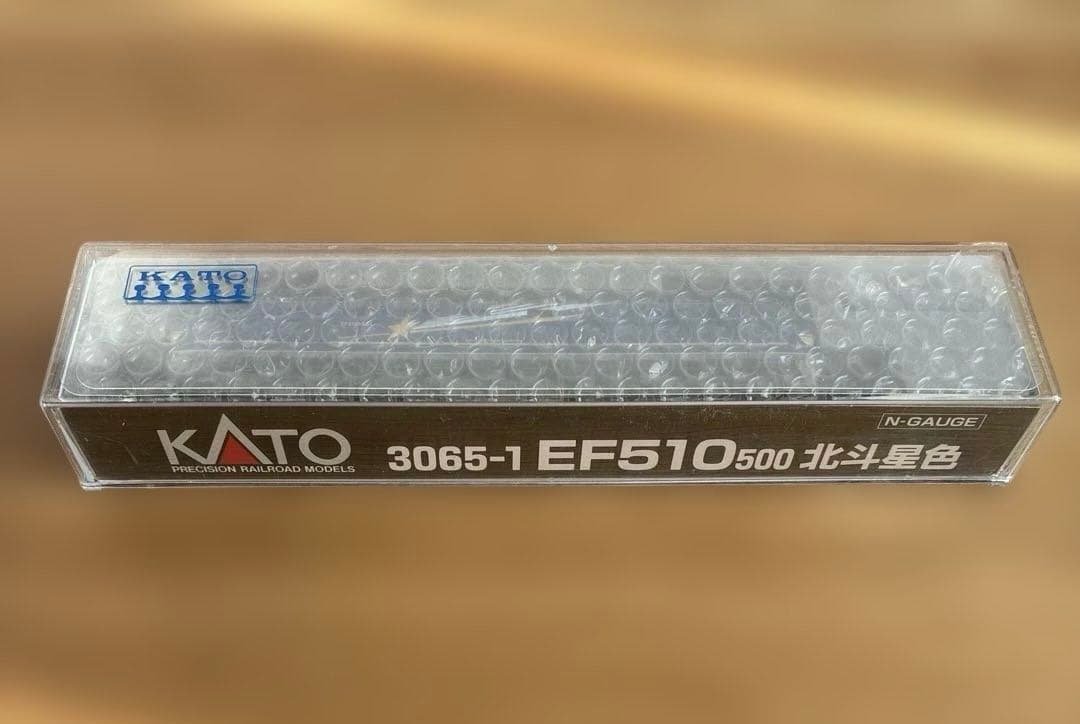 KATO
KATO
PRECISION RAILROAD MODELS
3065-1 EF510 500 北斗星色
N-GAUGE